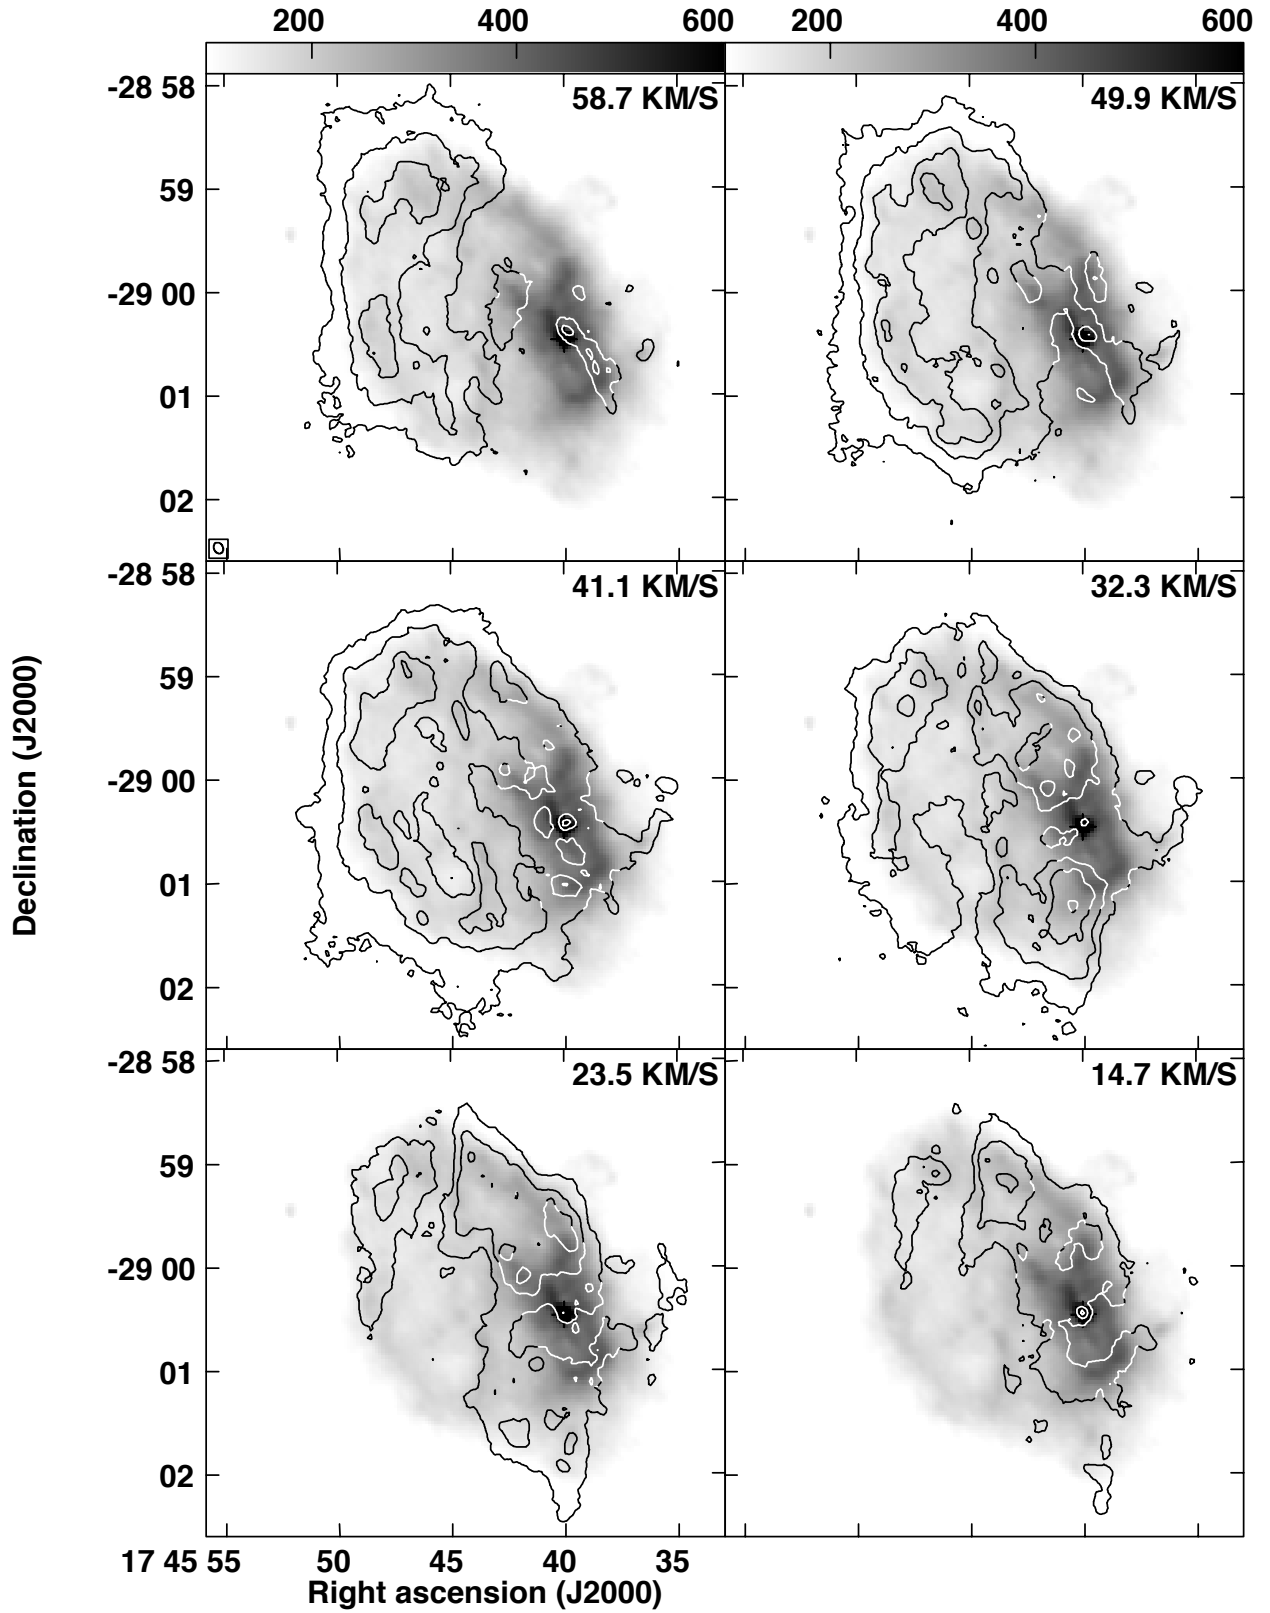 200 400 600 200 400 600
-28 58
58.7 KM/S
49.9 KM/S
59
-29 00
01
02
-28 58
41.1 KM/S
32.3 KM/S
59
-29 00
01
02
Declination (J2000)
-28 58
23.5 KM/S
14.7 KM/S
59
-29 00
01
02
17 45 55 50 45 40 35
Right ascension (J2000)